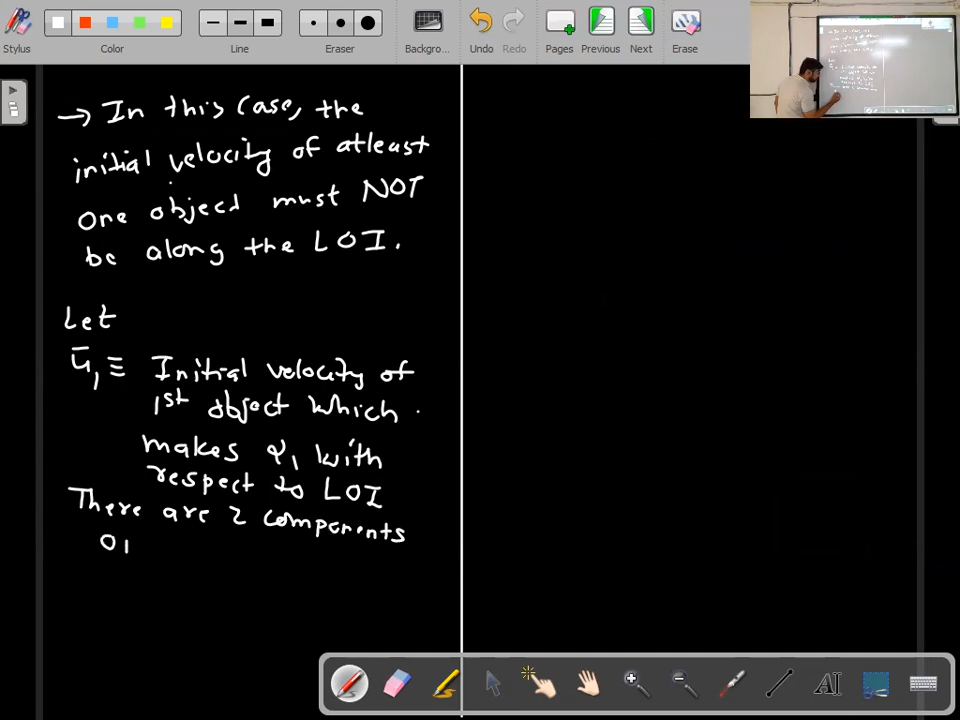 Stylus
Color
Line
Eraser
Backgro...
Undo
Redo
Pages
Previous
Next
Erase
→ In this case, the
initial velocity of atleast
one object must NOT
be along the LOI.
Let
ū₁ ≡ Initial velocity of
1st object which
makes α₁ with
respect to LOI
There are 2 components
AI